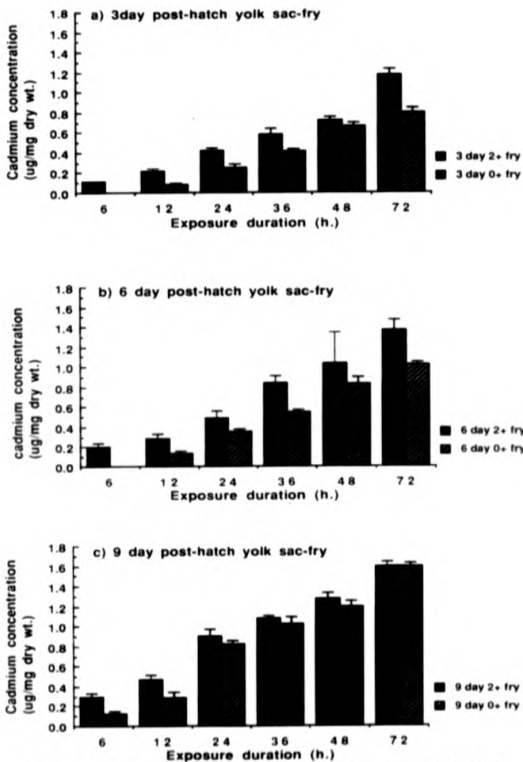 a) 3day post-hatch yolk sac-fry
Cadmium concentration
(ug/mg dry wt.)
1.8
1.6
1.4
1.2
1.0
0.8
0.6
0.4
0.2
0.0
6 12 24 36 48 72
Exposure duration (h.)
3 day 2+ fry
3 day 0+ fry
b) 6 day post-hatch yolk sac-fry
cadmium concentration
(ug/mg dry wt.)
1.8
1.6
1.4
1.2
1.0
0.8
0.6
0.4
0.2
0.0
6 12 24 36 48 72
Exposure duration (h.)
6 day 2+ fry
6 day 0+ fry
c) 9 day post-hatch yolk sac-fry
Cadmium concentration
(ug/mg dry wt.)
1.8
1.6
1.4
1.2
1.0
0.8
0.6
0.4
0.2
0.0
6 12 24 36 48 72
Exposure duration (h.)
9 day 2+ fry
9 day 0+ fry